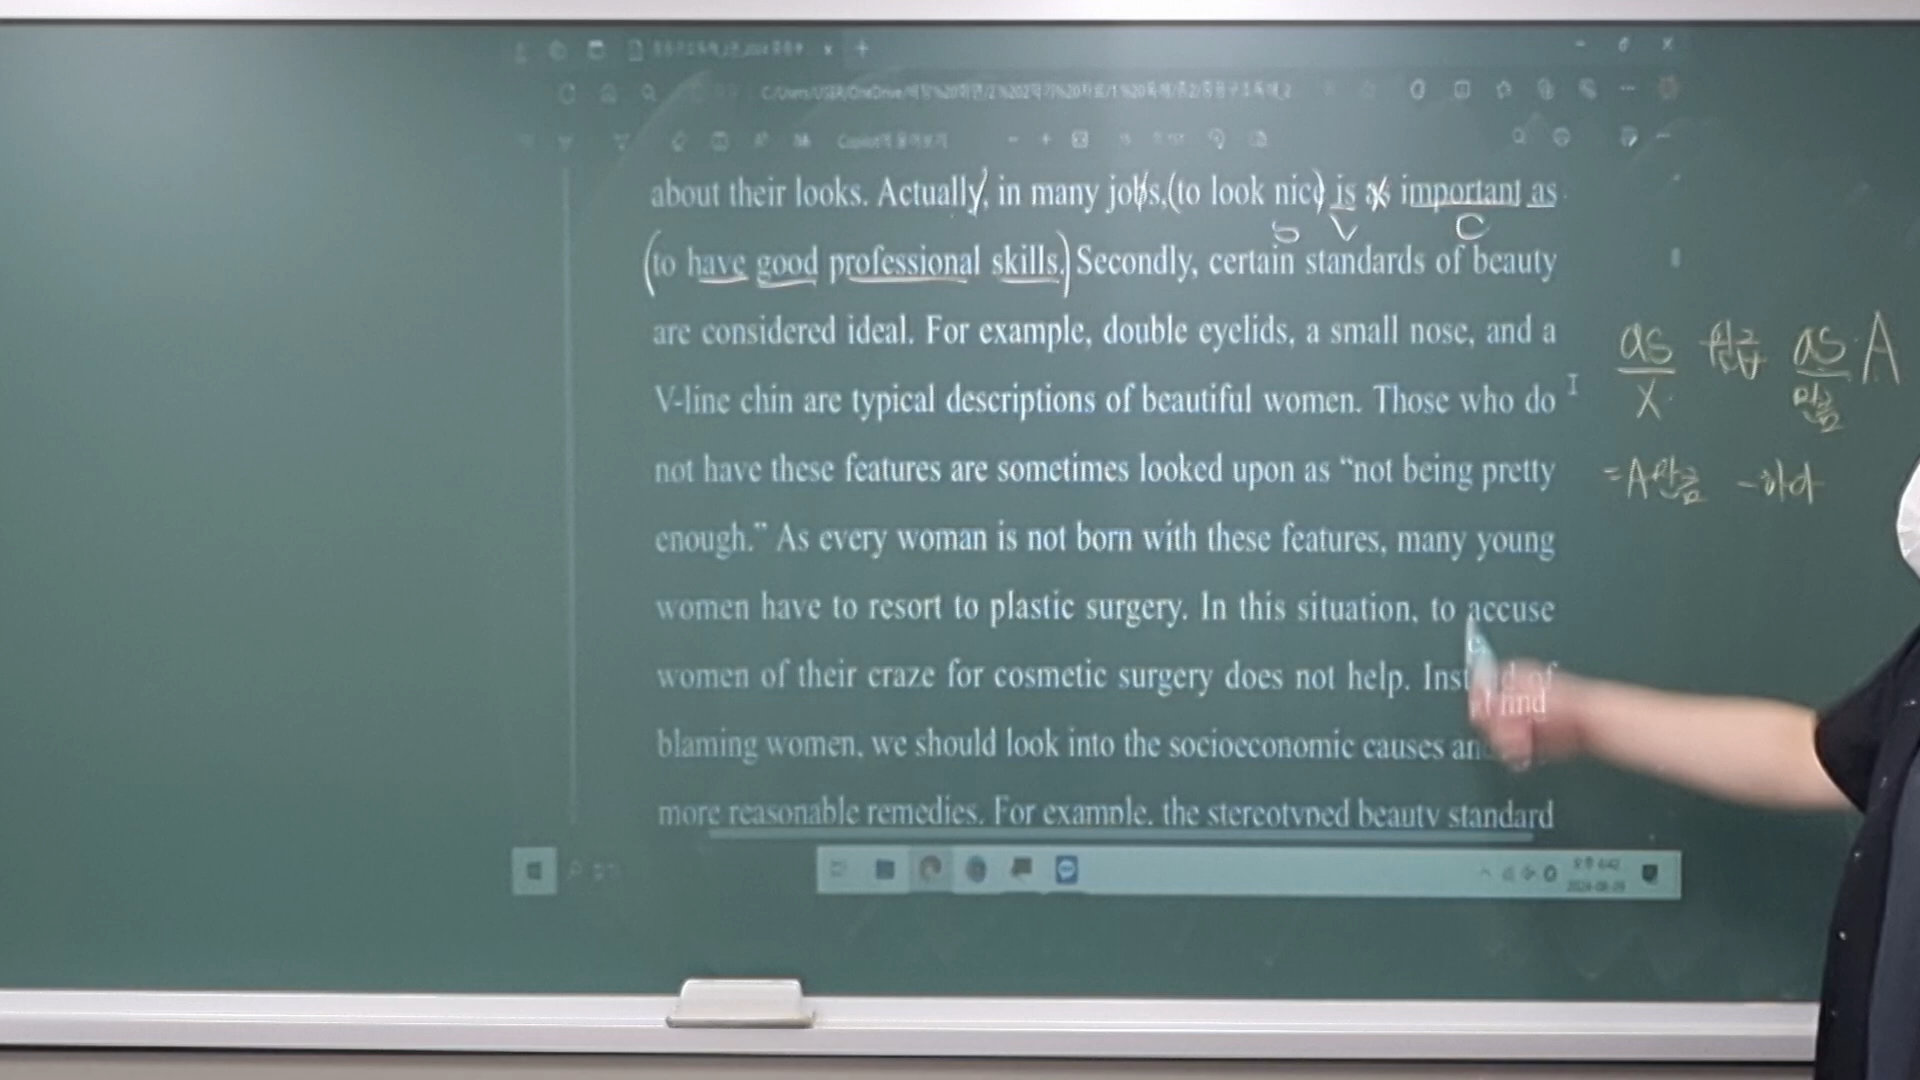 about their looks. Actually, in many jobs, (to look nice) is as important as
S V C
(to have good professional skills.) Secondly, certain standards of beauty
are considered ideal. For example, double eyelids, a small nose, and a
V-line chin are typical descriptions of beautiful women. Those who do
not have these features are sometimes looked upon as “not being pretty
enough.” As every woman is not born with these features, many young
women have to resort to plastic surgery. In this situation, to accuse
women of their craze for cosmetic surgery does not help. Instead of
blaming women, we should look into the socioeconomic causes and find
more reasonable remedies. For example, the stereotyped beauty standard
as 원급 as A
X 만큼
=A만큼 ~하다